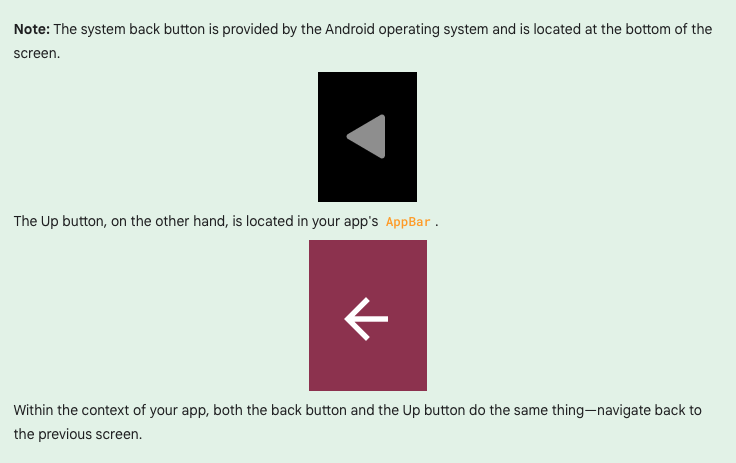 Note: The system back button is provided by the Android operating system and is located at the bottom of the
screen.
The Up button, on the other hand, is located in your app's AppBar.
Within the context of your app, both the back button and the Up button do the same thing—navigate back to
the previous screen.